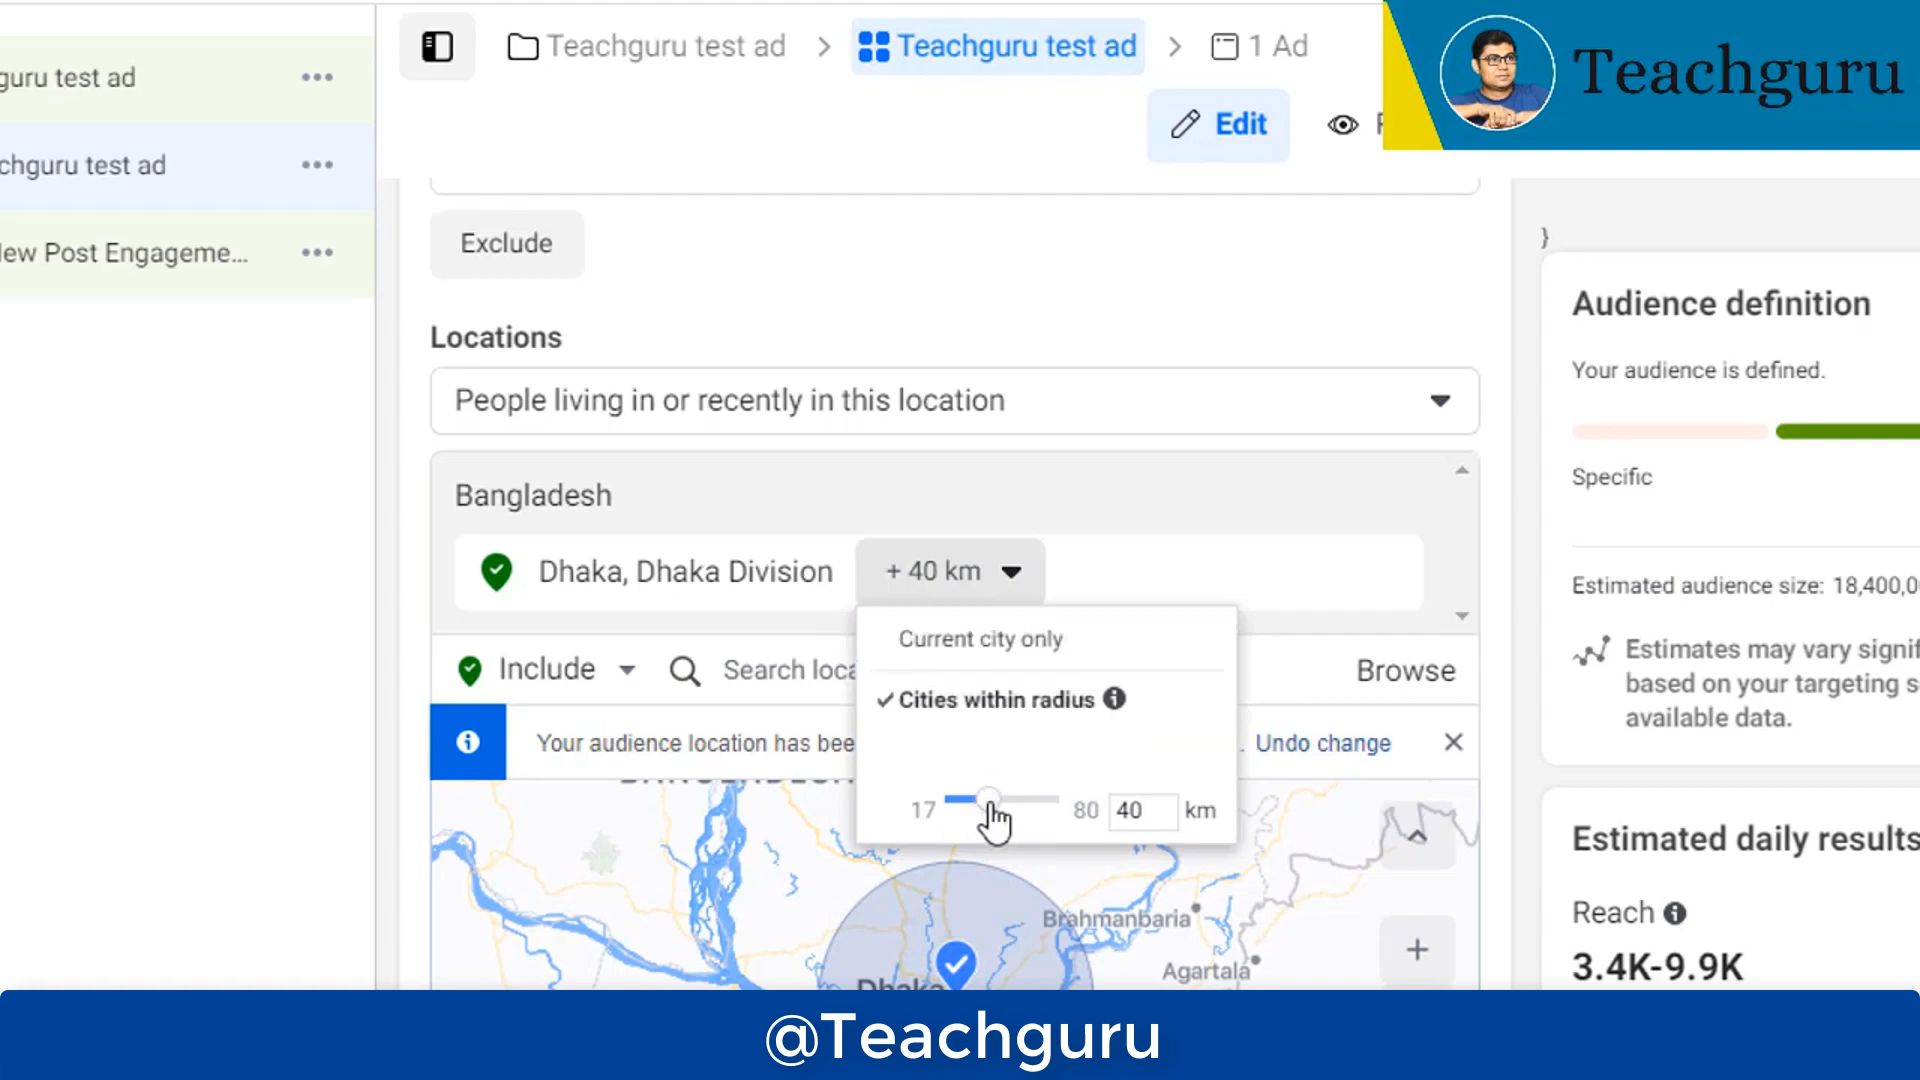 Teachguru test ad
Teachguru test ad
1 Ad
Teachguru
guru test ad
Edit
chguru test ad
Exclude
New Post Engageme...
}
Locations
Audience definition
People living in or recently in this location
Your audience is defined.
Specific
Bangladesh
Dhaka, Dhaka Division
+ 40 km
Estimated audience size: 18,400,0
Current city only
Include
Search loca
Browse
Cities within radius
Estimates may vary signif
based on your targeting s
available data.
Your audience location has bee
. Undo change
17
80
40
km
Estimated daily results
Reach
3.4K-9.9K
Brahmanbaria
Agartala
Dhaka
@Teachguru